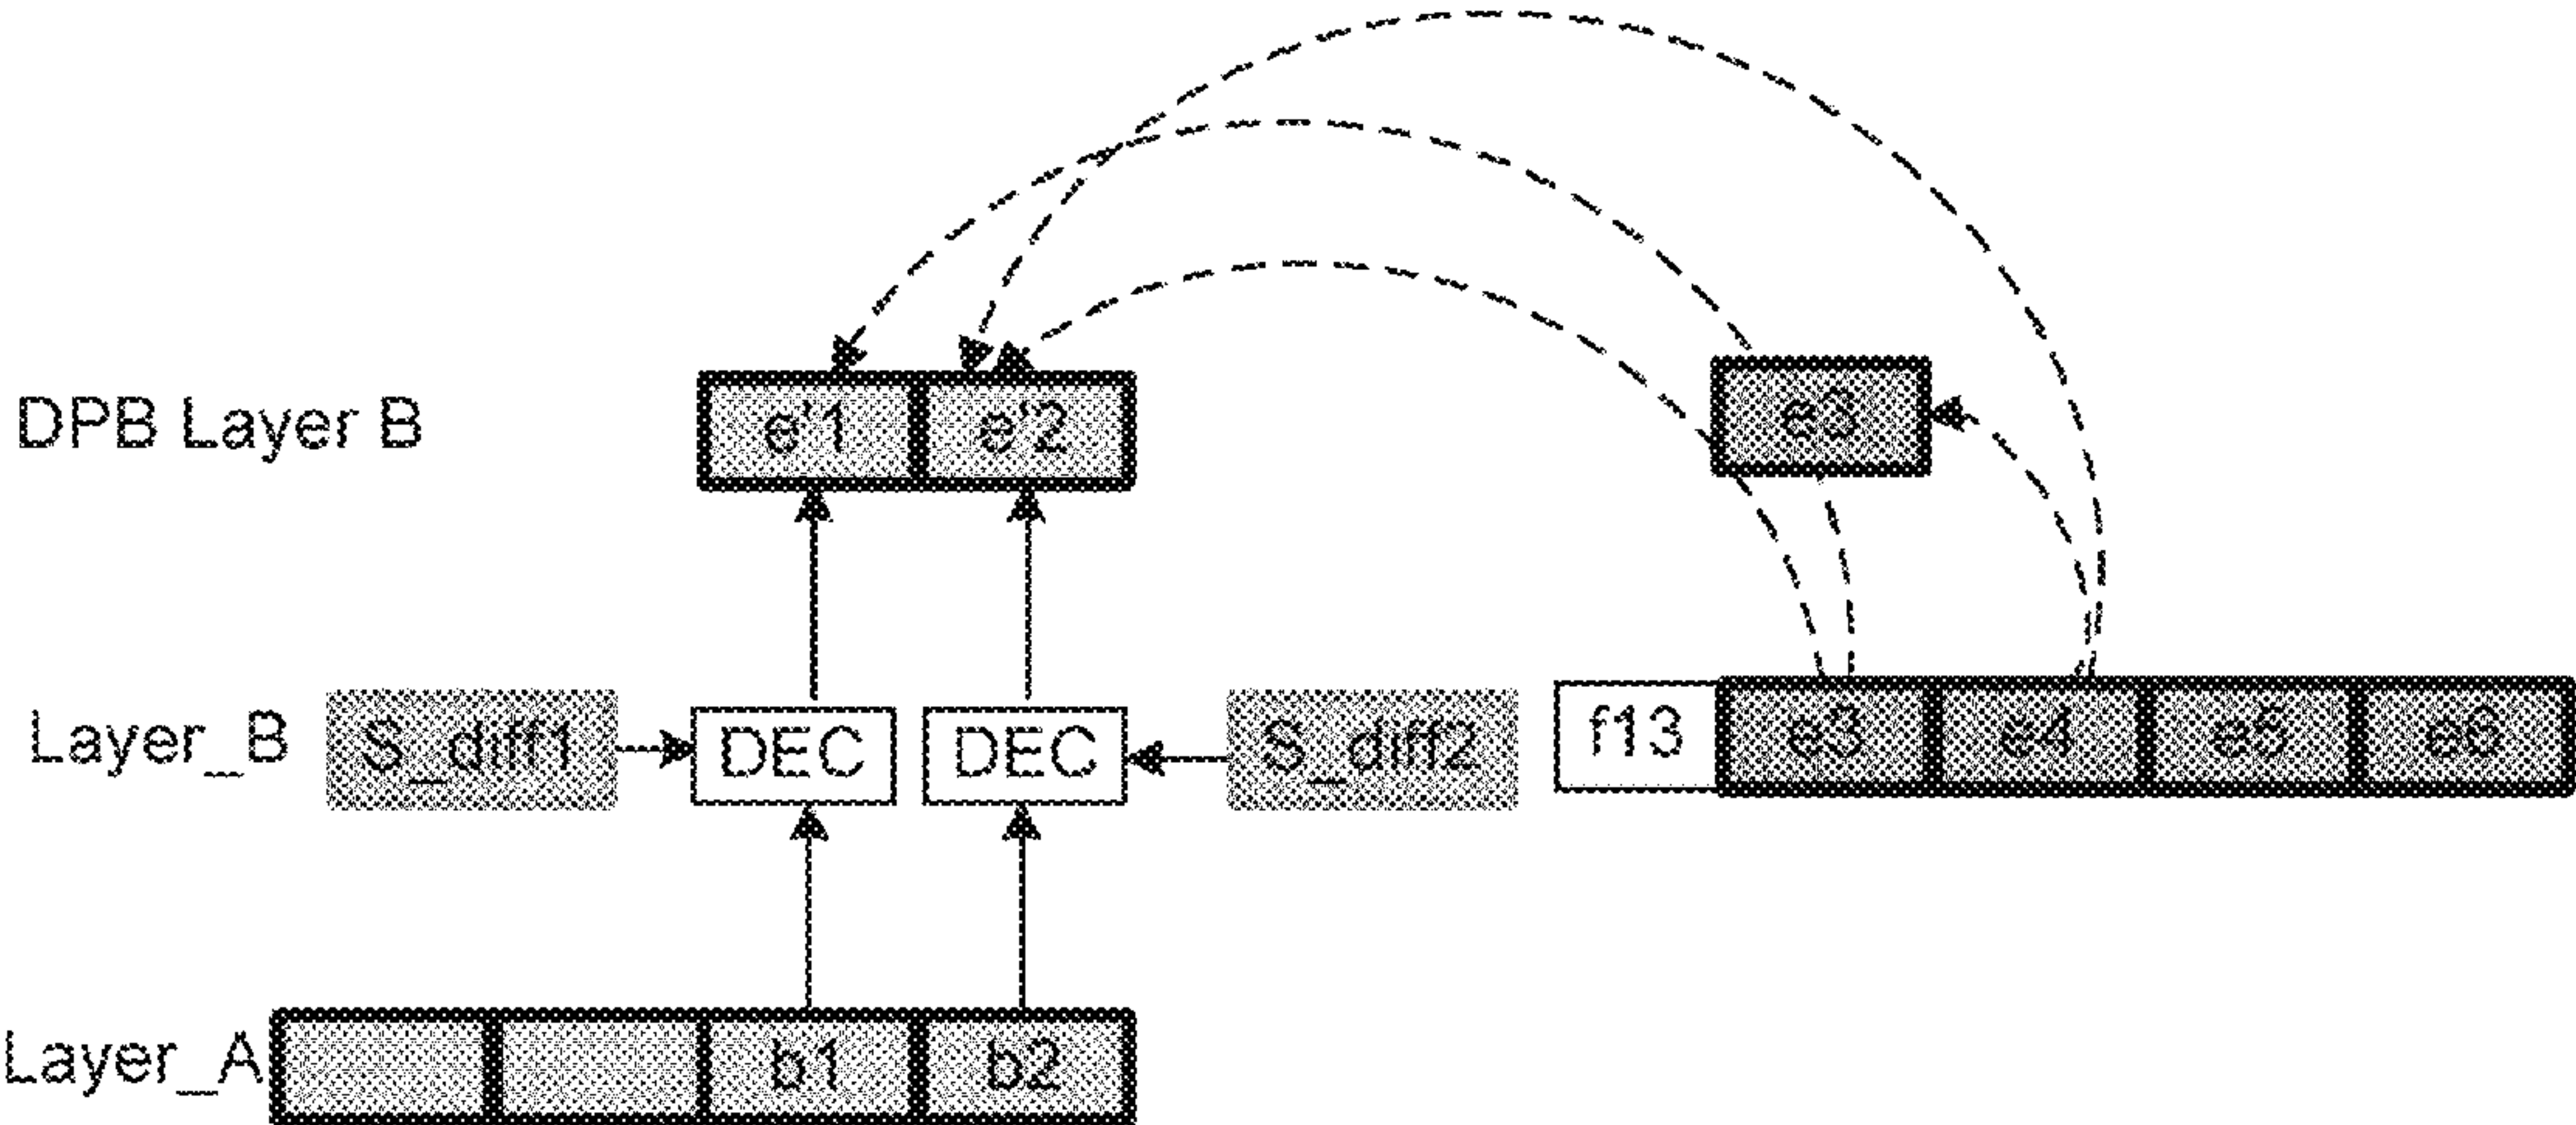 DPB Layer B e'1 e'2 e3
Layer_B S_diff1 DEC DEC S_diff2 f13 e3 e4 e5 e6
Layer_A b1 b2